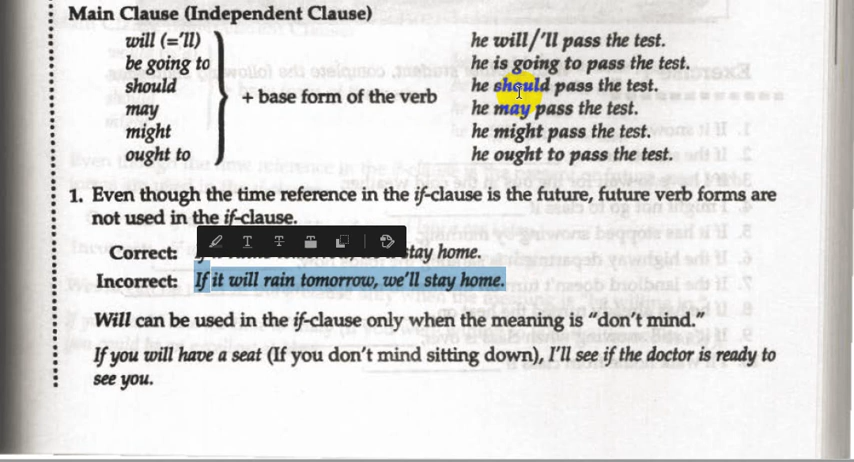 Main Clause (Independent Clause)
will (='ll) he will/'ll pass the test.
be going to he is going to pass the test.
should he should pass the test.
+ base form of the verb
may he may pass the test.
might he might pass the test.
ought to he ought to pass the test.
1. Even though the time reference in the if-clause is the future, future verb forms are
not used in the if-clause.
Correct: stay home.
Incorrect: If it will rain tomorrow, we'll stay home.
Will can be used in the if-clause only when the meaning is "don't mind."
If you will have a seat (If you don't mind sitting down), I'll see if the doctor is ready to
see you.